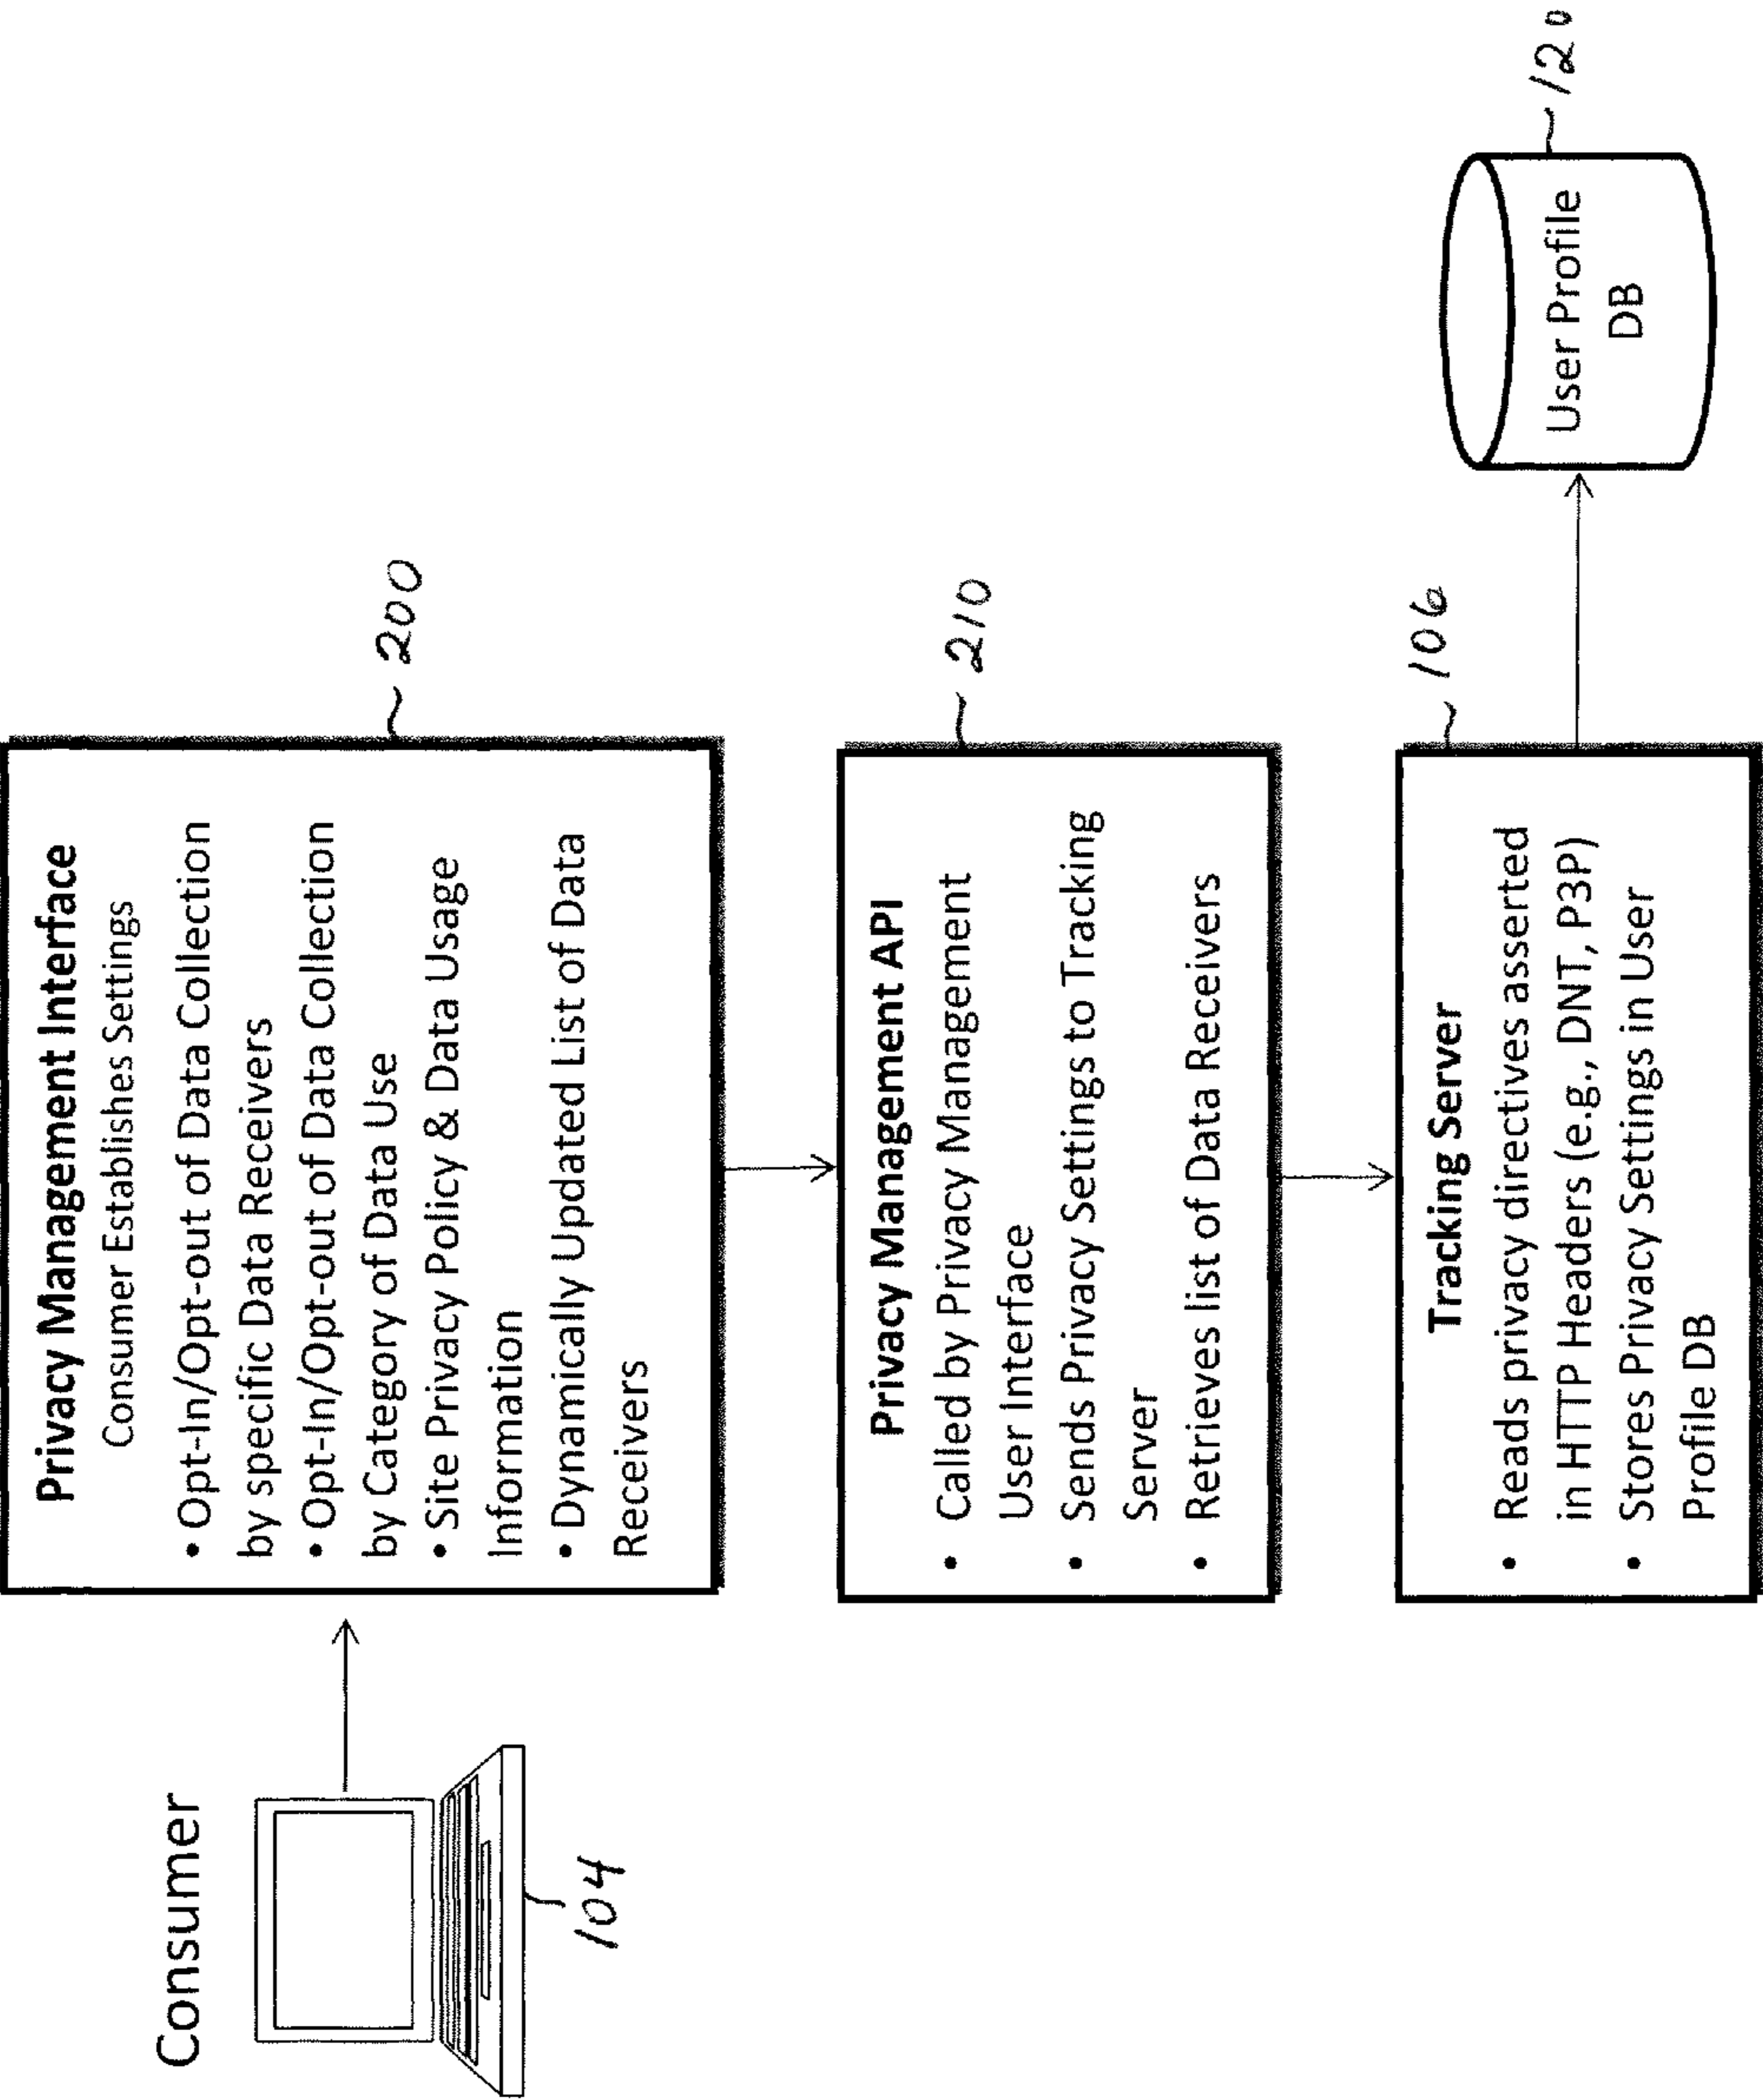 Consumer
104
Privacy Management Interface
Consumer Establishes Settings
• Opt-In/Opt-out of Data Collection
by specific Data Receivers
• Opt-In/Opt-out of Data Collection
by Category of Data Use
• Site Privacy Policy & Data Usage
Information
• Dynamically Updated List of Data
Receivers
200
Privacy Management API
• Called by Privacy Management
User Interface
• Sends Privacy Settings to Tracking
Server
• Retrieves list of Data Receivers
210
Tracking Server
• Reads privacy directives asserted
in HTTP Headers (e.g., DNT, P3P)
• Stores Privacy Settings in User
Profile DB
106
User Profile
DB
120